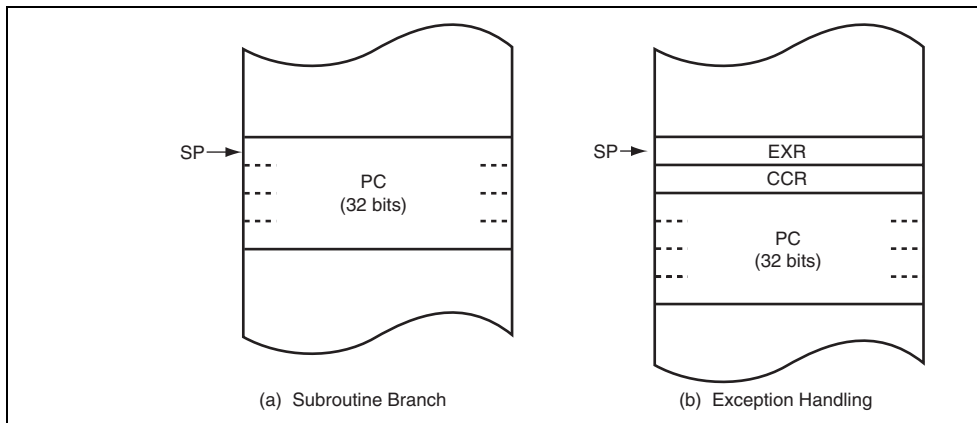 SP
PC
(32 bits)
(a) Subroutine Branch
SP
EXR
CCR
PC
(32 bits)
(b) Exception Handling